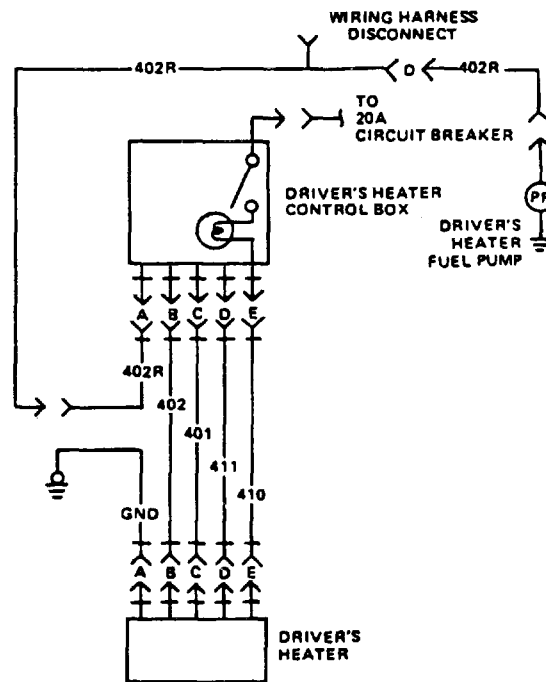 WIRING HARNESS
DISCONNECT
402R
D
402R
TO
20A
CIRCUIT BREAKER
DRIVER'S HEATER
CONTROL BOX
PF
DRIVER'S
HEATER
FUEL PUMP
A B C D E
402R
402
401
411
410
GND
A B C D E
DRIVER'S
HEATER